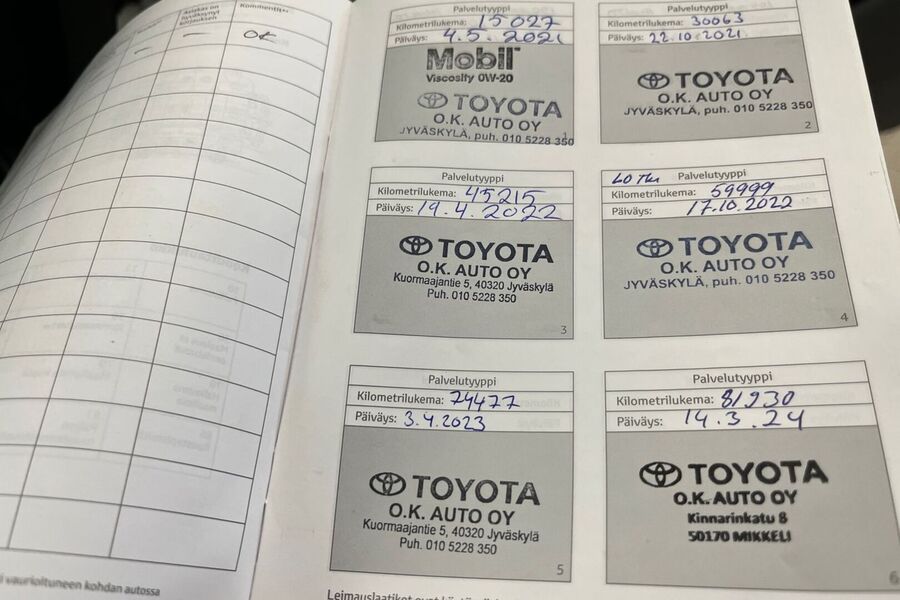 Asiakas on
hyväksynyt
korjauksen
Kommentit
OK
Palvelutyyppi
Kilometrilukema: 15027
Päiväys: 4.5.2021
Mobil
Viscosity 0W-20
TOYOTA
O.K. AUTO OY
JYVÄSKYLÄ, puh. 010 5228 350
1
Palvelutyyppi
Kilometrilukema: 30063
Päiväys: 22.10.2021
TOYOTA
O.K. AUTO OY
JYVÄSKYLÄ, puh. 010 5228 350
2
Palvelutyyppi
Kilometrilukema: 45215
Päiväys: 19.4.2022
TOYOTA
O.K. AUTO OY
Kuormaajantie 5, 40320 Jyväskylä
Puh. 010 5228 350
3
Palvelutyyppi
Kilometrilukema: 59999
Päiväys: 17.10.2022
TOYOTA
O.K. AUTO OY
JYVÄSKYLÄ, puh. 010 5228 350
4
Palvelutyyppi
Kilometrilukema: 74477
Päiväys: 3.4.2023
TOYOTA
O.K. AUTO OY
Kuormaajantie 5, 40320 Jyväskylä
Puh. 010 5228 350
5
Palvelutyyppi
Kilometrilukema: 81930
Päiväys: 14.3.24
TOYOTA
O.K. AUTO OY
Kinnarinkatu 8
50170 MIKKELI
6
vaurioituneen kohdan autossa